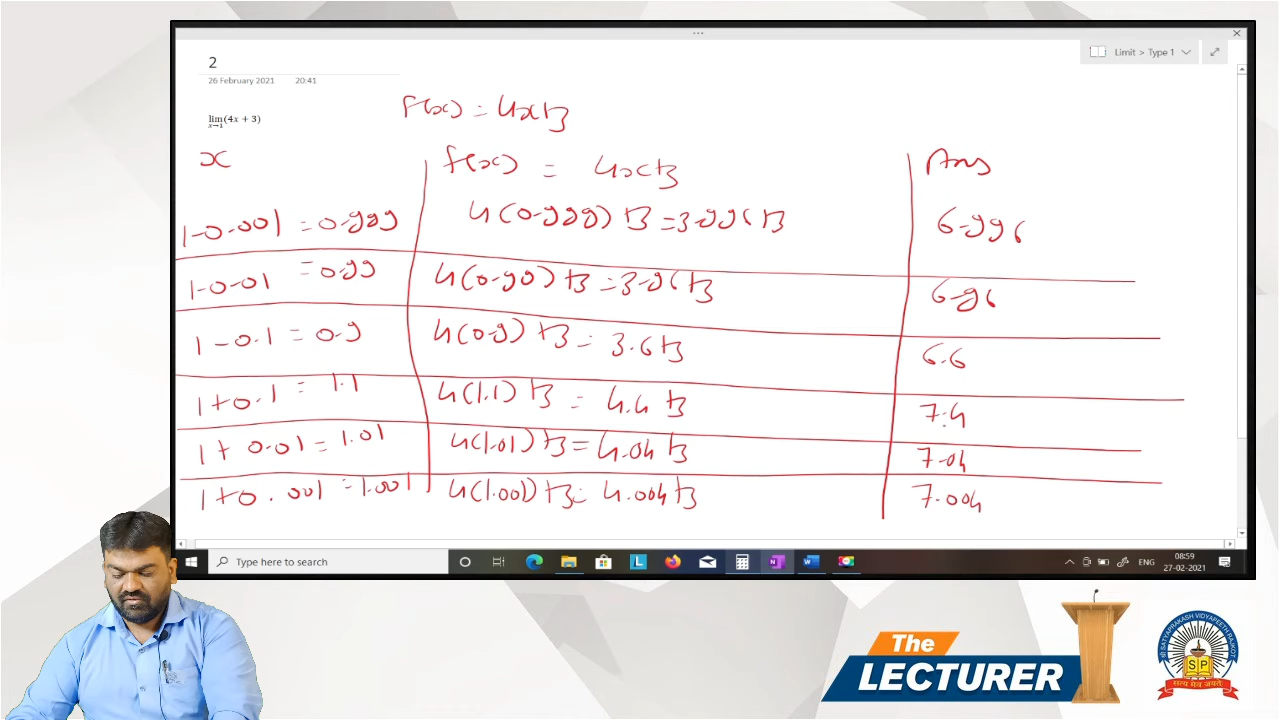 Limit > Type 1
2
26 February 2021 20:41
lim x→1 (4x + 3)
f(x) = 4x+3
x f(x) = 4x+3 Ans
1-0.001 = 0.999 4(0.999)+3 = 3.996+3 6.996
1-0.01 = 0.99 4(0.99)+3 = 3.96+3 6.96
1-0.1 = 0.9 4(0.9)+3 = 3.6+3 6.6
1+0.1 = 1.1 4(1.1)+3 = 4.4+3 7.4
1+0.01 = 1.01 4(1.01)+3 = 4.04+3 7.04
1+0.001 = 1.001 4(1.001)+3 = 4.004+3 7.004
Type here to search
ENG
08:59
27-02-2021
The
LECTURER
SATYAPRAKASH VIDYAPEETH RAJKOT
SP
सत्य मेव जयते